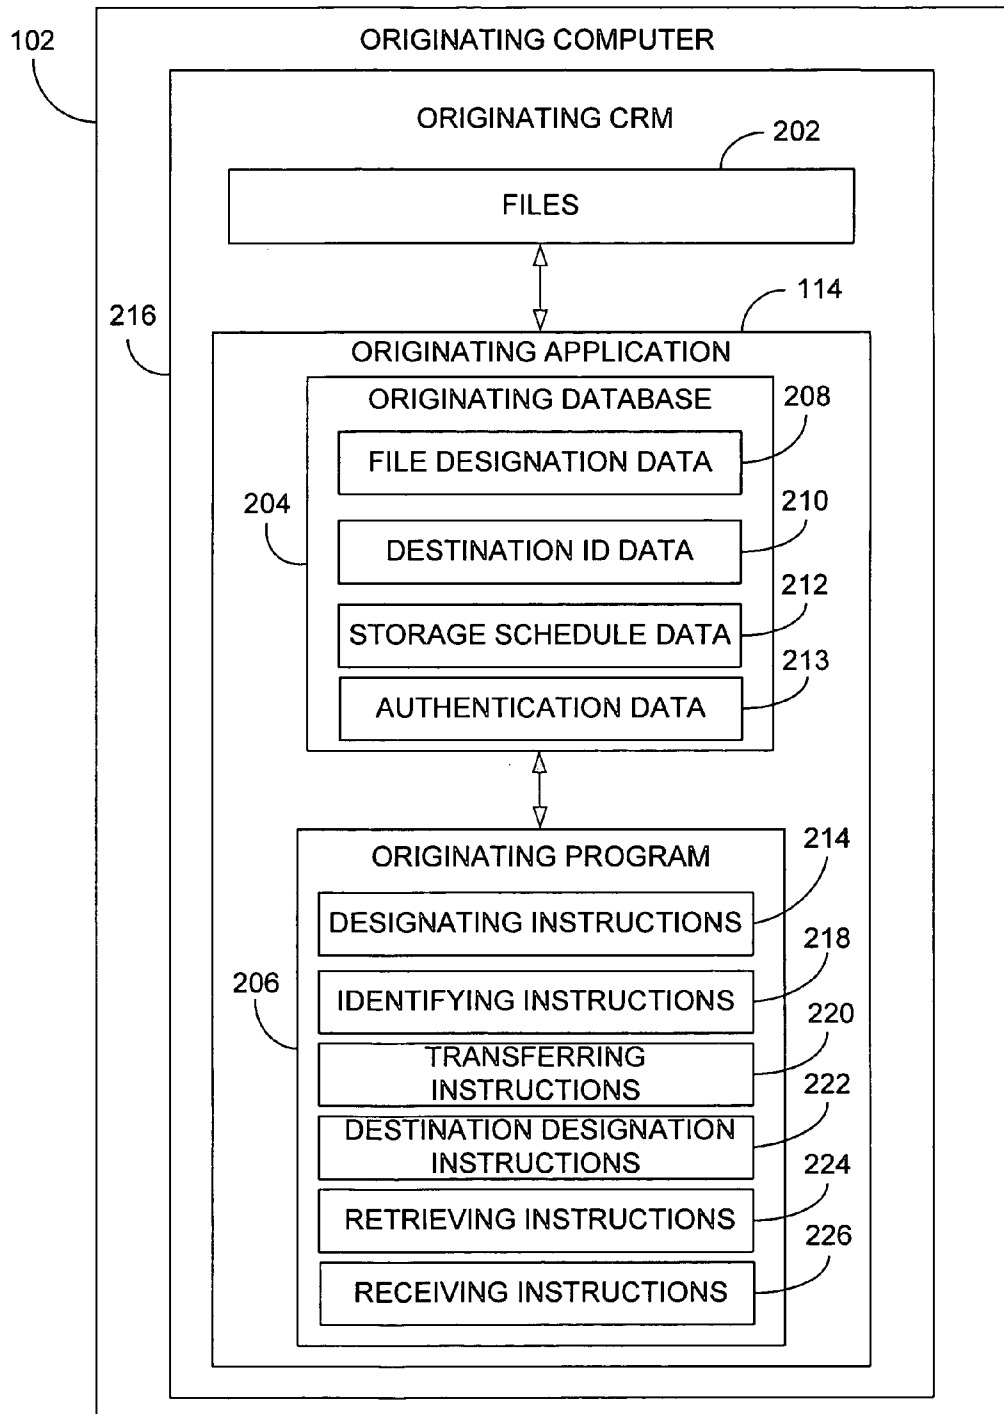 102
ORIGINATING COMPUTER
ORIGINATING CRM
202
FILES
216
114
ORIGINATING APPLICATION
ORIGINATING DATABASE
208
FILE DESIGNATION DATA
204
210
DESTINATION ID DATA
212
STORAGE SCHEDULE DATA
213
AUTHENTICATION DATA
ORIGINATING PROGRAM
214
DESIGNATING INSTRUCTIONS
218
206
IDENTIFYING INSTRUCTIONS
220
TRANSFERRING
INSTRUCTIONS
222
DESTINATION DESIGNATION
INSTRUCTIONS
224
RETRIEVING INSTRUCTIONS
226
RECEIVING INSTRUCTIONS